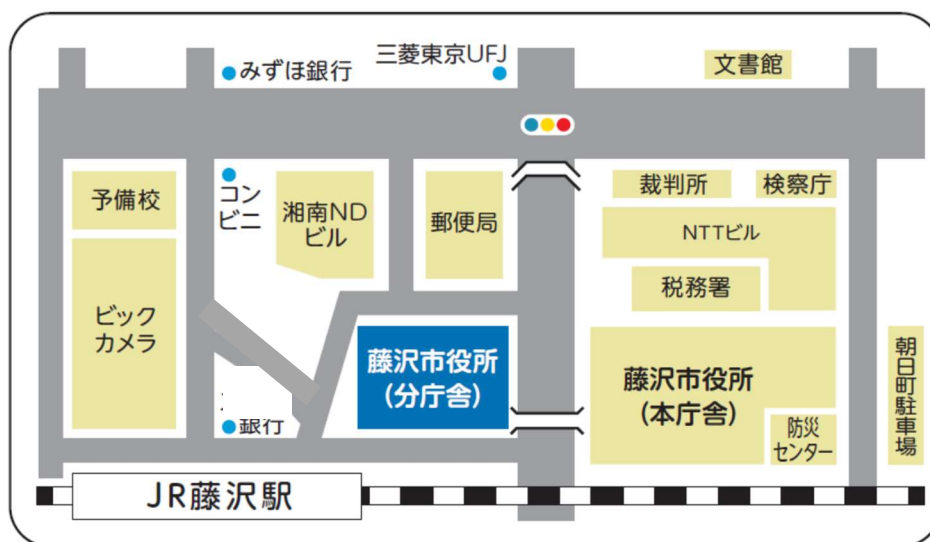 みずほ銀行
三菱東京UFJ
文書館
予備校
コン
ビニ
湘南ND
ビル
郵便局
裁判所
検察庁
NTTビル
税務署
ビック
カメラ
藤沢市役所
(分庁舎)
藤沢市役所
(本庁舎)
朝日町駐車場
銀行
防災
センター
JR藤沢駅